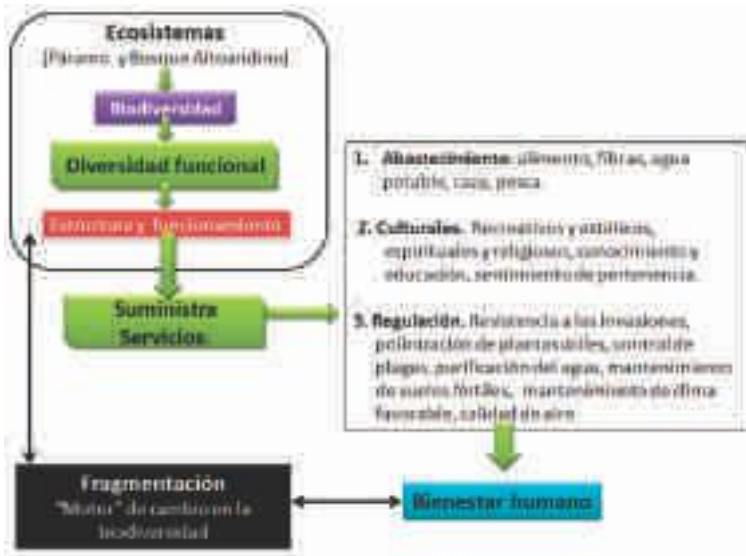 Ecosistemas
(Páramo y Bosque Altoandino)
Biodiversidad
Diversidad funcional
Estructura y funcionamiento
Suministra
Servicios
1. Abastecimiento: alimento, fibras, agua
potable, caza, pesca
2. Culturales. Recreativos y estéticos,
espirituales y religiosos, conocimiento y
educación, sentimiento de pertenencia.
3. Regulación. Resistencia a las invasiones,
polinización de plantas útiles, control de
plagas, purificación del agua, mantenimiento
de suelos fértiles, mantenimiento de clima
favorable, calidad de aire
Fragmentación
"Motor" de cambio en la
biodiversidad
Bienestar humano